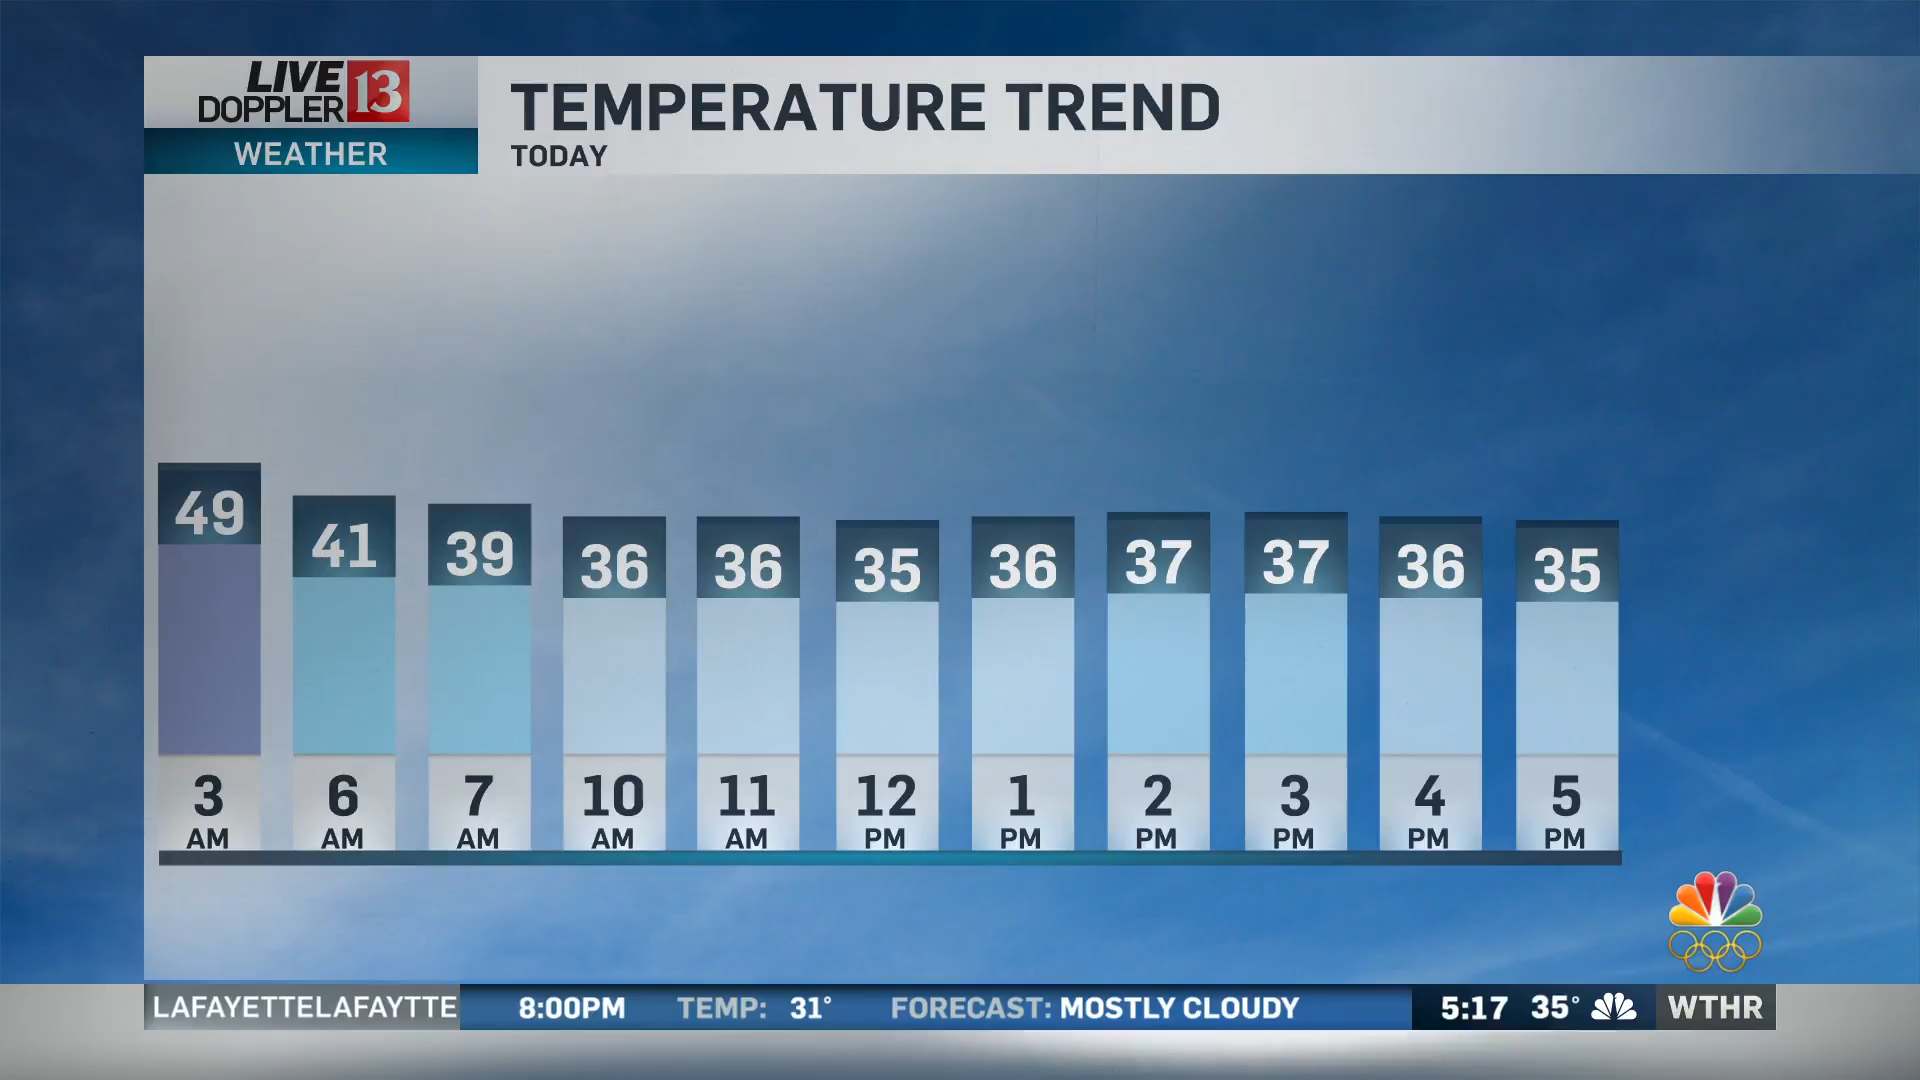 LIVE
DOPPLER 13
WEATHER
TEMPERATURE TREND
TODAY
49 41 39 36 36 35 36 37 37 36 35
3 6 7 10 11 12 1 2 3 4 5
AM AM AM AM AM PM PM PM PM PM PM
LAFAYETTELAFAYTTE 8:00PM TEMP: 31° FORECAST: MOSTLY CLOUDY 5:17 35° WTHR